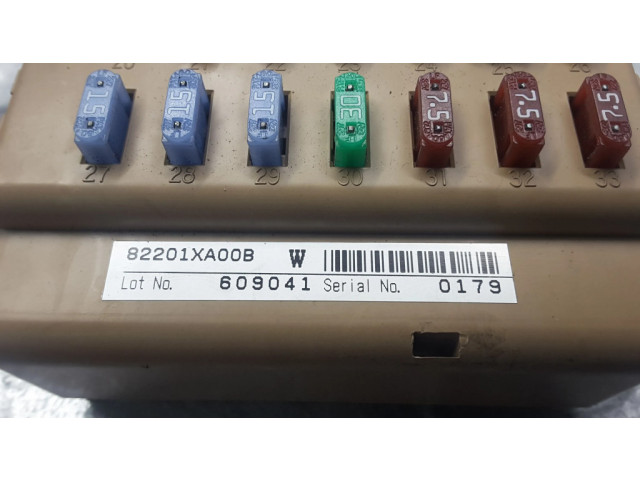 15 15 15 30 7.5 7.5 7.5
27 28 29 30 31 32 33
82201XA00B W
Lot No. 609041 Serial No. 0179